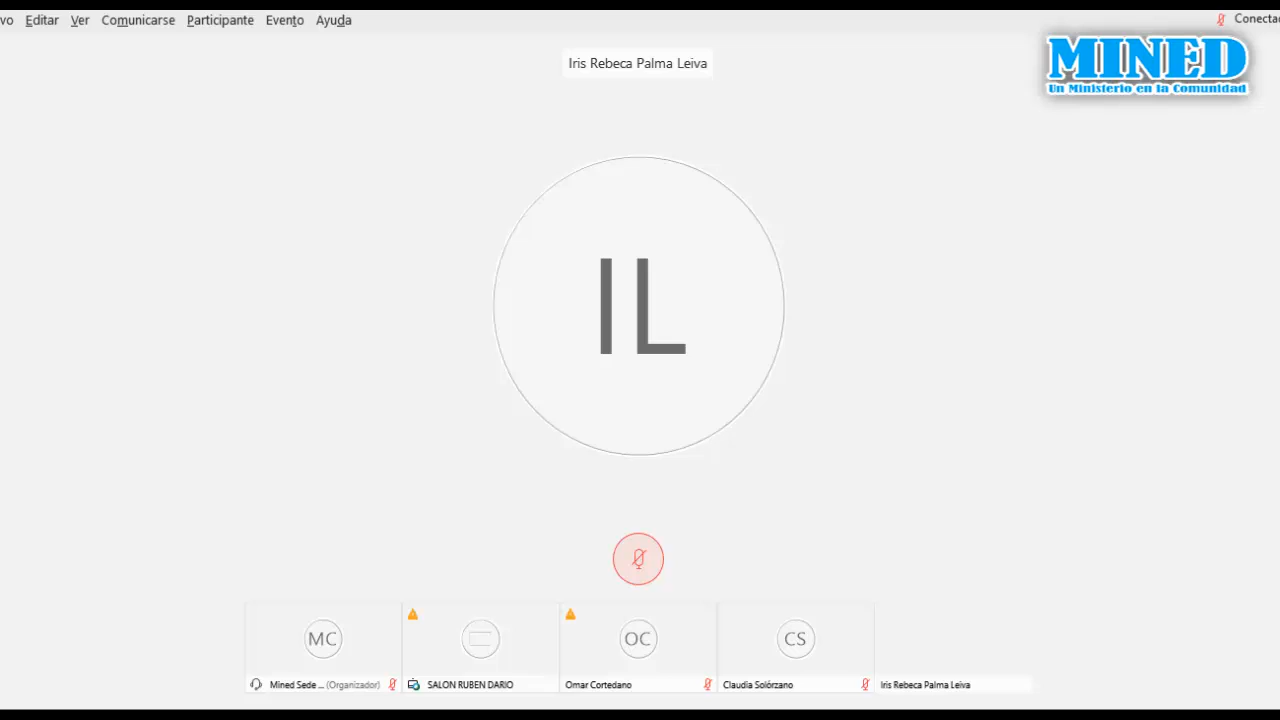 vo Editar Ver Comunicarse Participante Evento Ayuda
Conectad
MINED
Un Ministerio en la Comunidad
Iris Rebeca Palma Leiva
IL
MC
OC
CS
Mined Sede ... (Organizador)
SALON RUBEN DARIO
Omar Cortedano
Claudia Solórzano
Iris Rebeca Palma Leiva